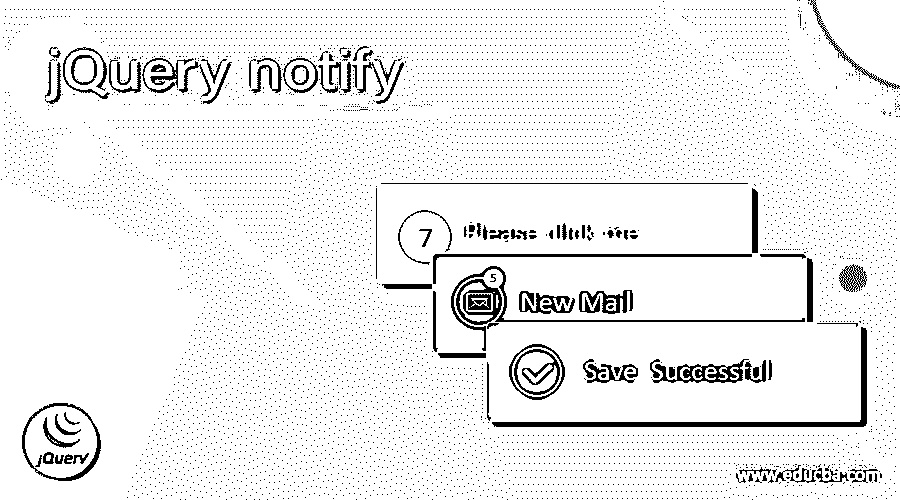 jQuery notify
7
Please click me
5
New Mail
Save Successful
jQuery
www.educba.com